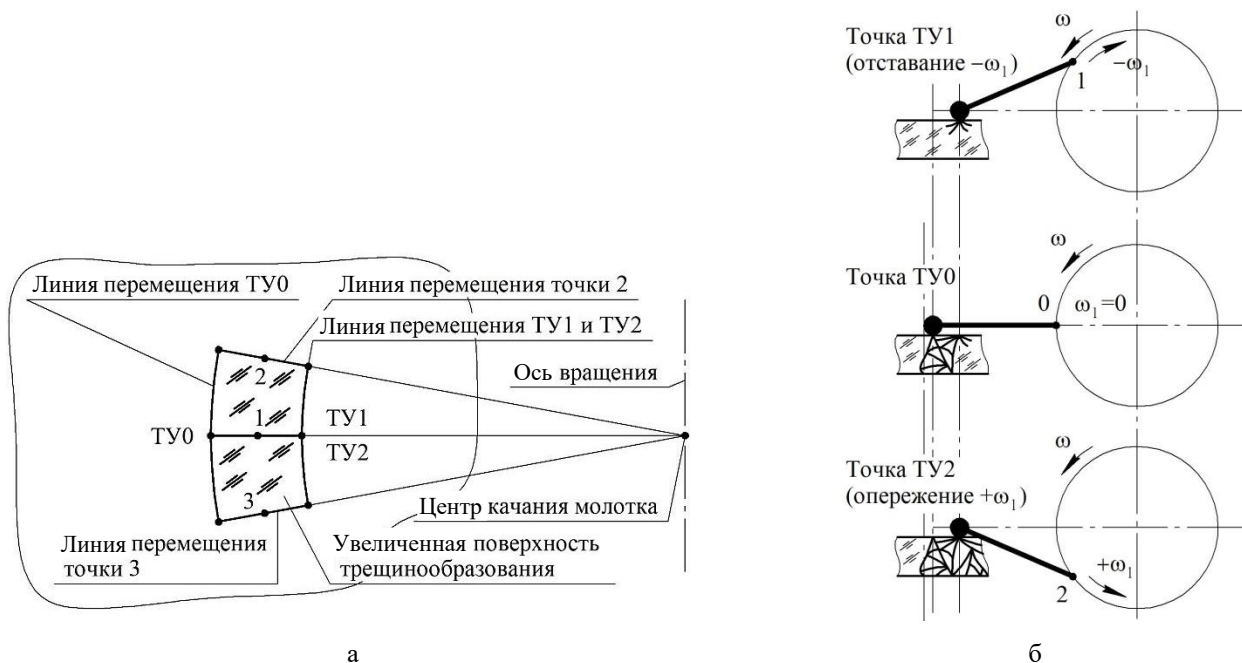 Линия перемещения ТУ0
Линия перемещения точки 2
Линия перемещения ТУ1 и ТУ2
Ось вращения
2
1
ТУ0
ТУ1
ТУ2
3
Центр качания молотка
Линия перемещения
точки 3
Увеличенная поверхность
трещинообразования
а
Точка ТУ1
(отставание –ω₁)
ω
–ω₁
1
Точка ТУ0
ω
0
ω₁=0
Точка ТУ2
(опережение +ω₁)
ω
+ω₁
2
б